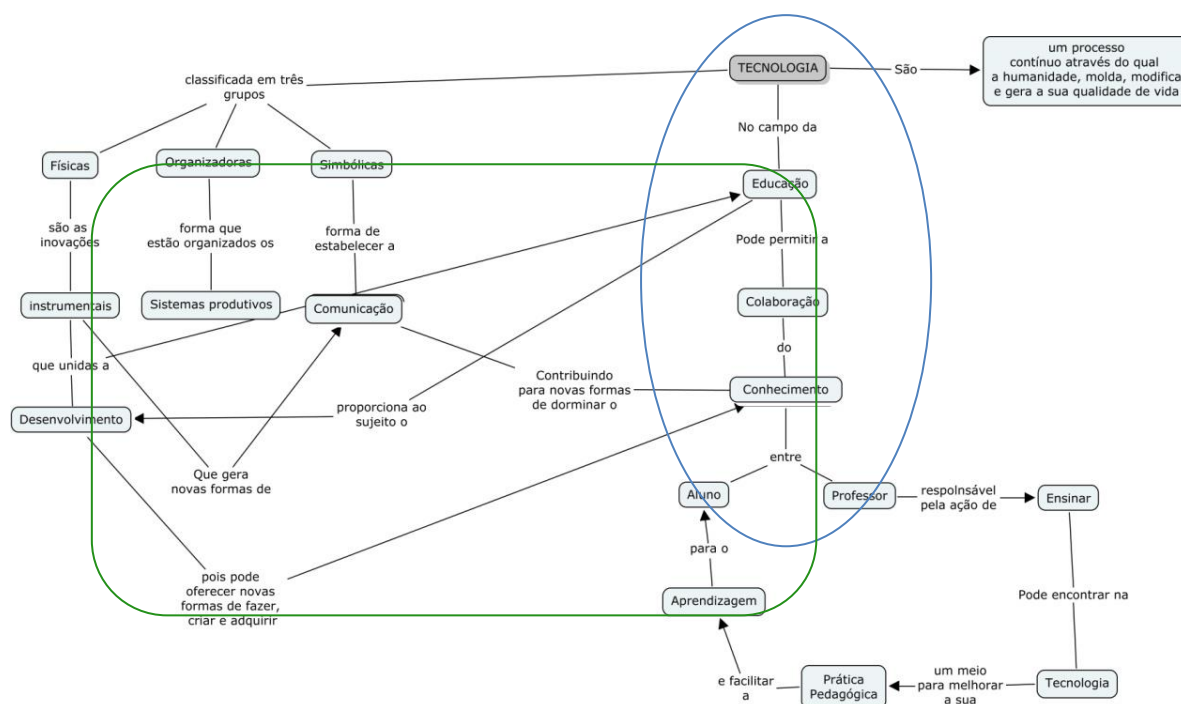 TECNOLOGIA
São
um processo
contínuo através do qual
a humanidade, molda, modifica
e gera a sua qualidade de vida
classificada em três
grupos
No campo da
Físicas
Organizadoras
Simbólicas
Educação
são as
inovações
forma que
estão organizados os
forma de
estabelecer a
Pode permitir a
instrumentais
Sistemas produtivos
Comunicação
Colaboração
do
que unidas a
Contribuindo
para novas formas
de dorminar o
Conhecimento
Desenvolvimento
proporciona ao
sujeito o
entre
Que gera
novas formas de
Aluno
Professor
respolnsável
pela ação de
Ensinar
para o
pois pode
oferecer novas
formas de fazer,
criar e adquirir
Aprendizagem
Pode encontrar na
e facilitar
a
Prática
Pedagógica
um meio
para melhorar
a sua
Tecnologia